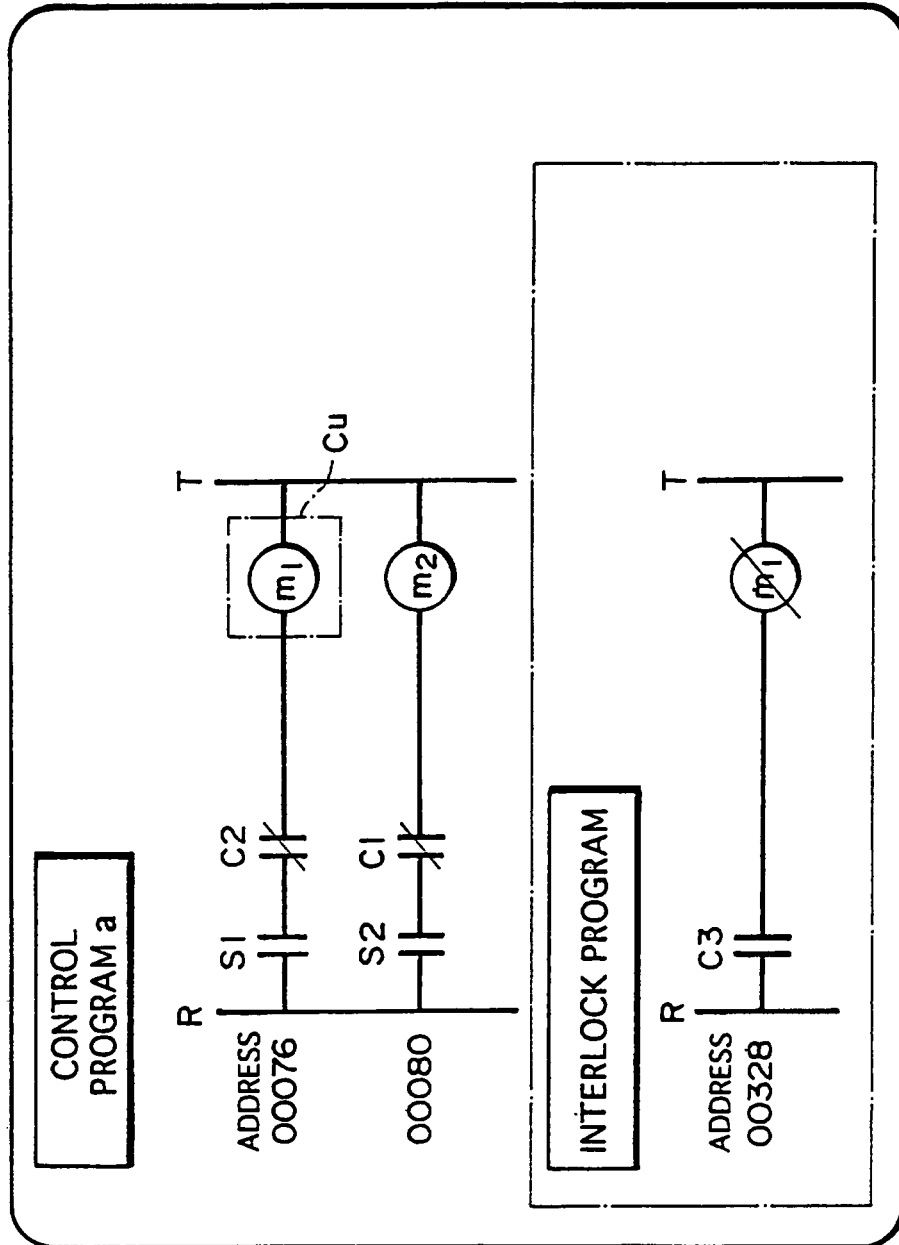 CONTROL
PROGRAM a
R
T
ADDRESS
00076
S1
C2
m1
Cu
00080
S2
C1
m2
INTERLOCK PROGRAM
R
T
ADDRESS
00328
C3
m1